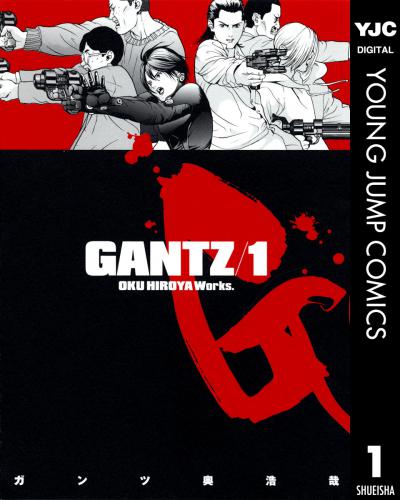 YJC
DIGITAL
YOUNG JUMP COMICS
GANTZ/1
OKU HIROYA Works.
G
ガンツ 奥 浩哉
1
SHUEISHA